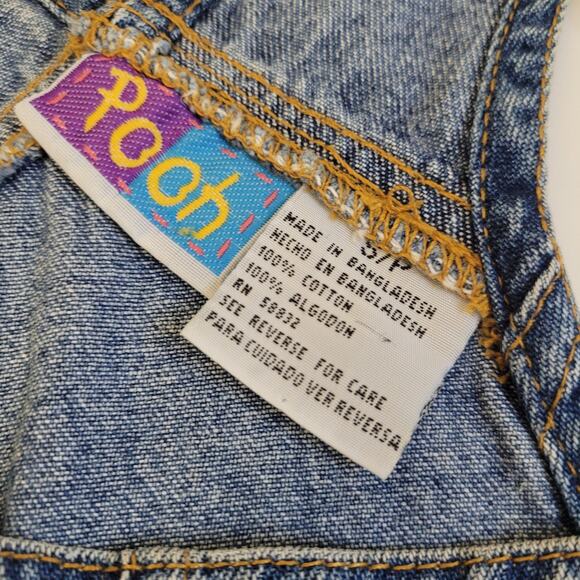 Pooh
S/P
MADE IN BANGLADESH
HECHO EN BANGLADESH
100% COTTON
100% ALGODON
RN 58832
SEE REVERSE FOR CARE
PARA CUIDADO VER REVERSA